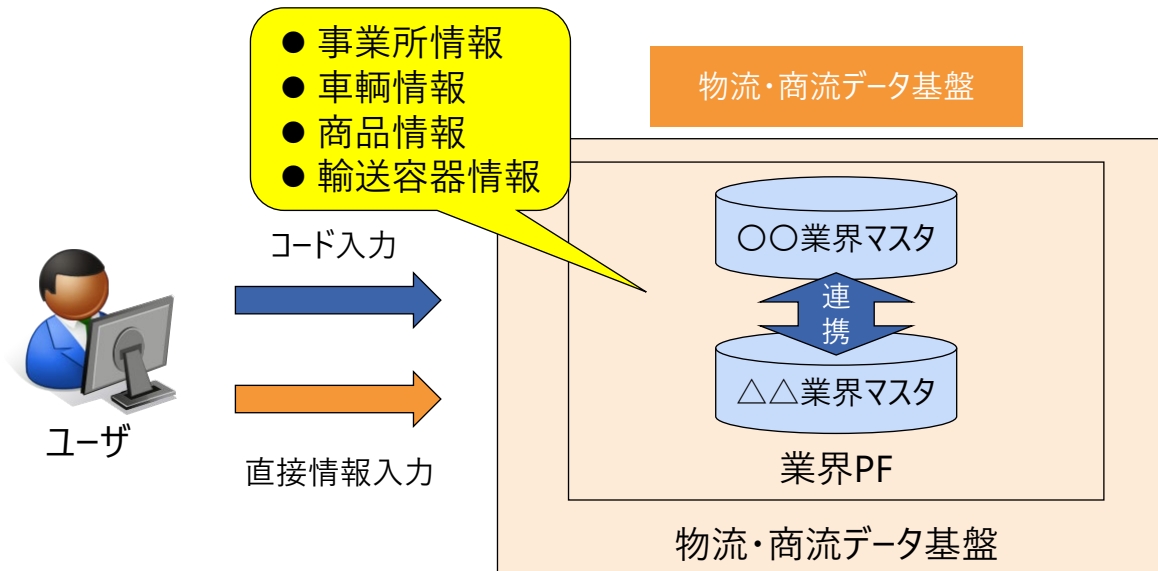 ● 事業所情報
● 車輌情報
● 商品情報
● 輸送容器情報
物流・商流データ基盤
コード入力
〇〇業界マスタ
連
携
△△業界マスタ
ユーザ
直接情報入力
業界PF
物流・商流データ基盤